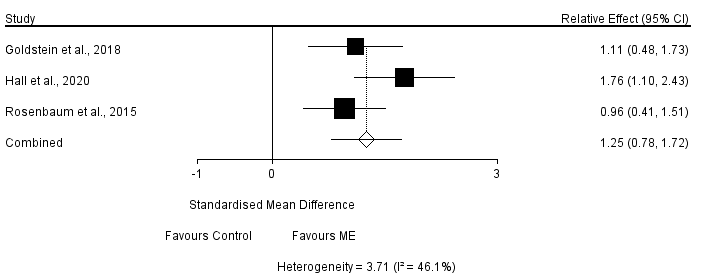 Study Relative Effect (95% CI)
Goldstein et al., 2018 1.11 (0.48, 1.73)
Hall et al., 2020 1.76 (1.10, 2.43)
Rosenbaum et al., 2015 0.96 (0.41, 1.51)
Combined 1.25 (0.78, 1.72)
-1 0 3
Standardised Mean Difference
Favours Control Favours ME
Heterogeneity = 3.71 (I² = 46.1%)